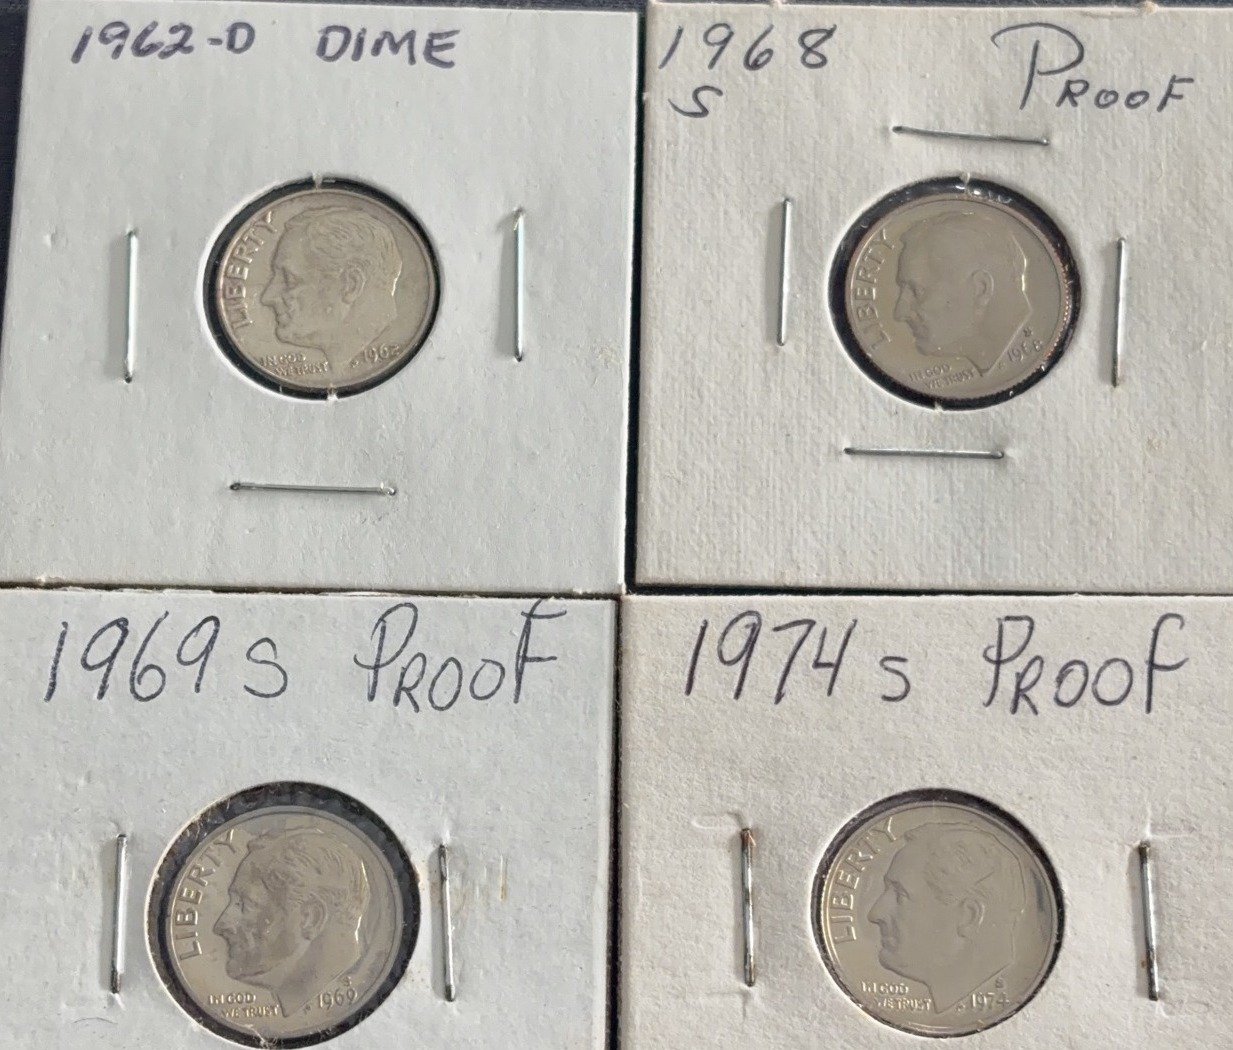 1962-D DIME
LIBERTY
IN GOD
WE TRUST
1962
1968 PROOF
S
LIBERTY
IN GOD
WE TRUST
S
1968
1969 S PROOF
LIBERTY
IN GOD
WE TRUST
S
1969
1974 S PROOF
LIBERTY
IN GOD
WE TRUST
S
1974